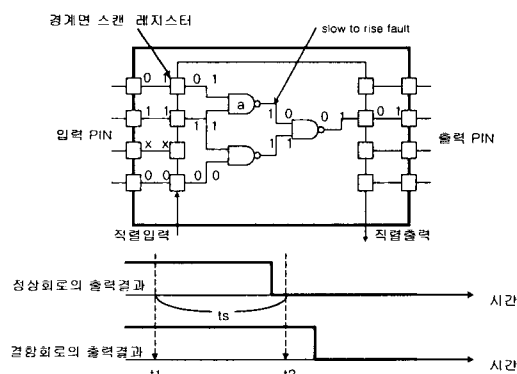 경계면 스캔 레지스터
slow to rise fault
0 1 0 1
a
1 0 0 1 0 1
1 1 1 1
입력 PIN
출력 PIN
x x
1 1
0 0 0 0
직렬입력
직렬출력
정상회로의 출력결과
시간
ts
결함회로의 출력결과
시간
t1
t2